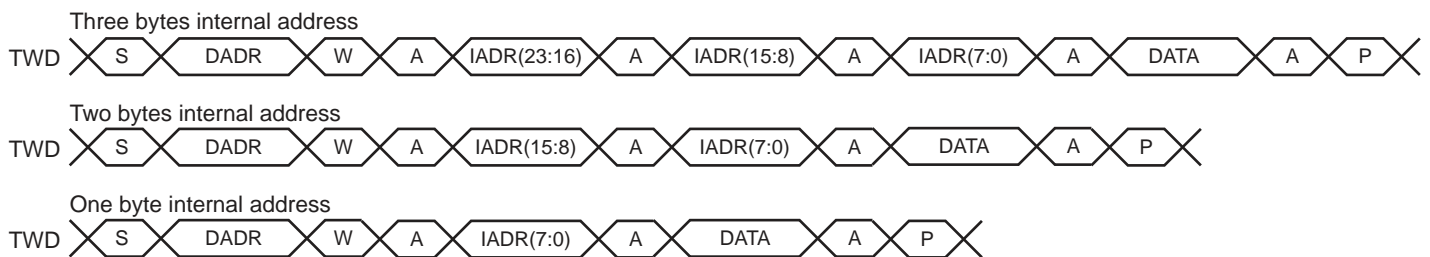 Three bytes internal address
TWD S DADR W A IADR(23:16) A IADR(15:8) A IADR(7:0) A DATA A P
Two bytes internal address
TWD S DADR W A IADR(15:8) A IADR(7:0) A DATA A P
One byte internal address
TWD S DADR W A IADR(7:0) A DATA A P